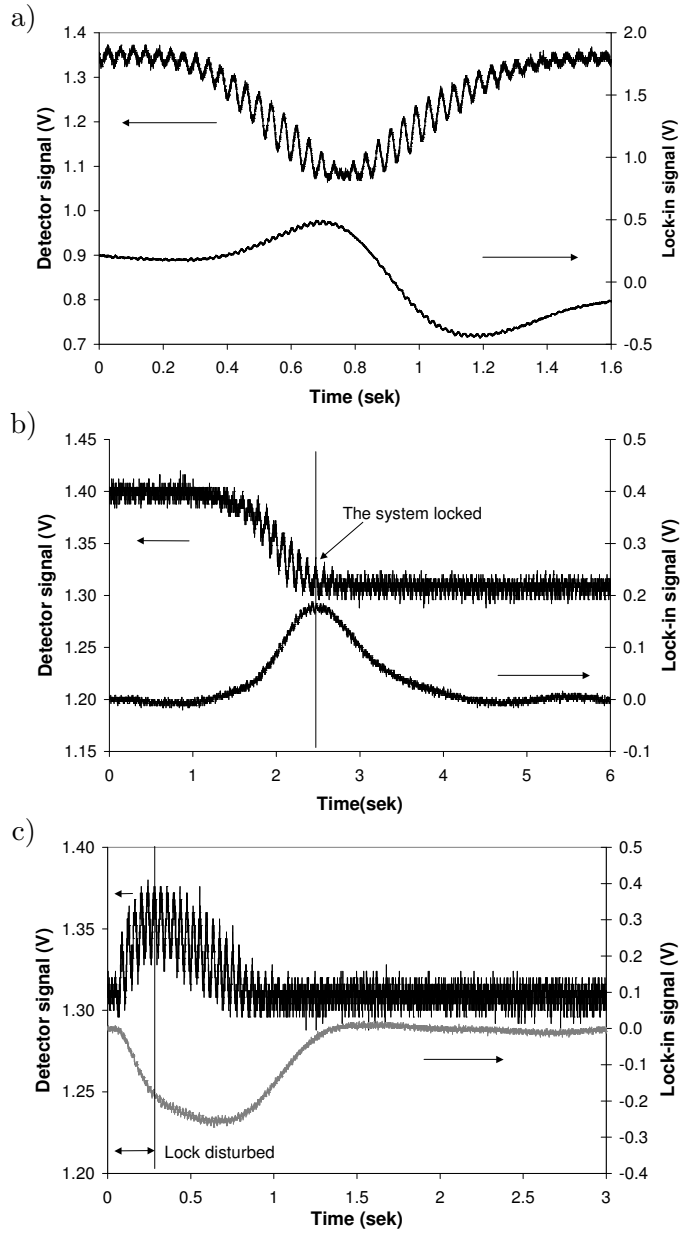 a)
1.4
1.3
1.2
1.1
1.0
0.9
0.8
0.7
Detector signal (V)
2.0
1.5
1.0
0.5
0.0
-0.5
Lock-in signal (V)
0 0.2 0.4 0.6 0.8 1 1.2 1.4 1.6
Time (sek)
b)
1.45
1.40
1.35
1.30
1.25
1.20
1.15
Detector signal (V)
The system locked
0.5
0.4
0.3
0.2
0.1
0.0
-0.1
Lock-in signal (V)
0 1 2 3 4 5 6
Time(sek)
c)
1.40
1.35
1.30
1.25
1.20
Detector signal (V)
Lock disturbed
0.5
0.4
0.3
0.2
0.1
0.0
-0.1
-0.2
-0.3
-0.4
Lock-in signal (V)
0 0.5 1 1.5 2 2.5 3
Time (sek)